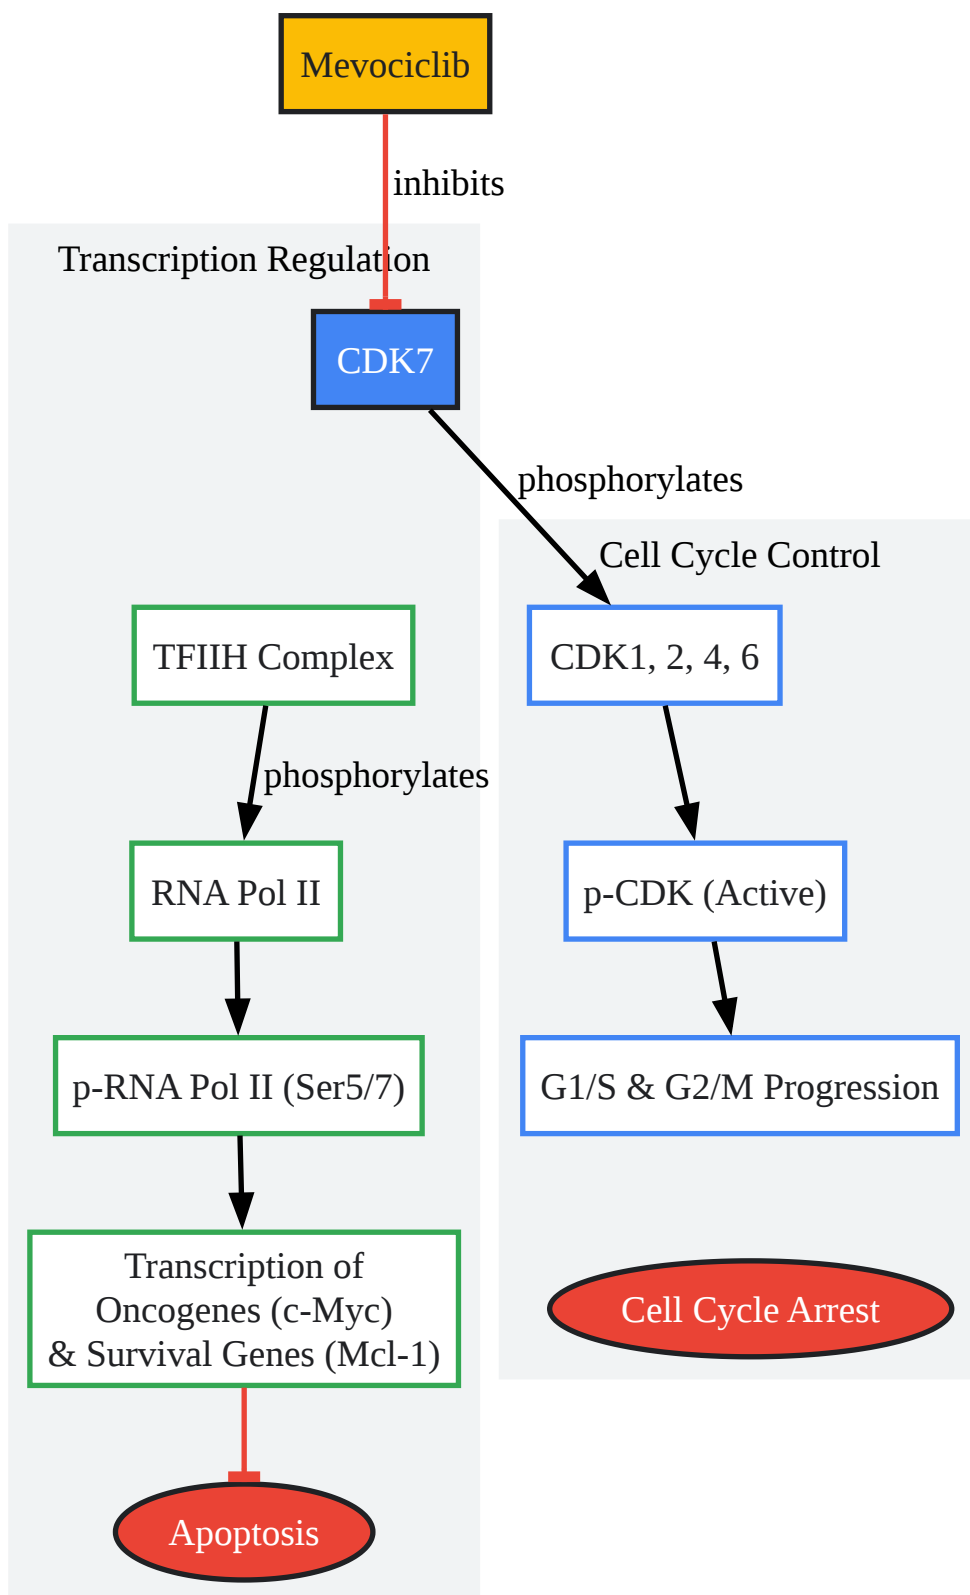 Mevociclib
inhibits
Transcription Regulation
CDK7
phosphorylates
Cell Cycle Control
TFIIH Complex
CDK1, 2, 4, 6
phosphorylates
RNA Pol II
p-CDK (Active)
p-RNA Pol II (Ser5/7)
G1/S & G2/M Progression
Transcription of
Oncogenes (c-Myc)
& Survival Genes (Mcl-1)
Cell Cycle Arrest
Apoptosis